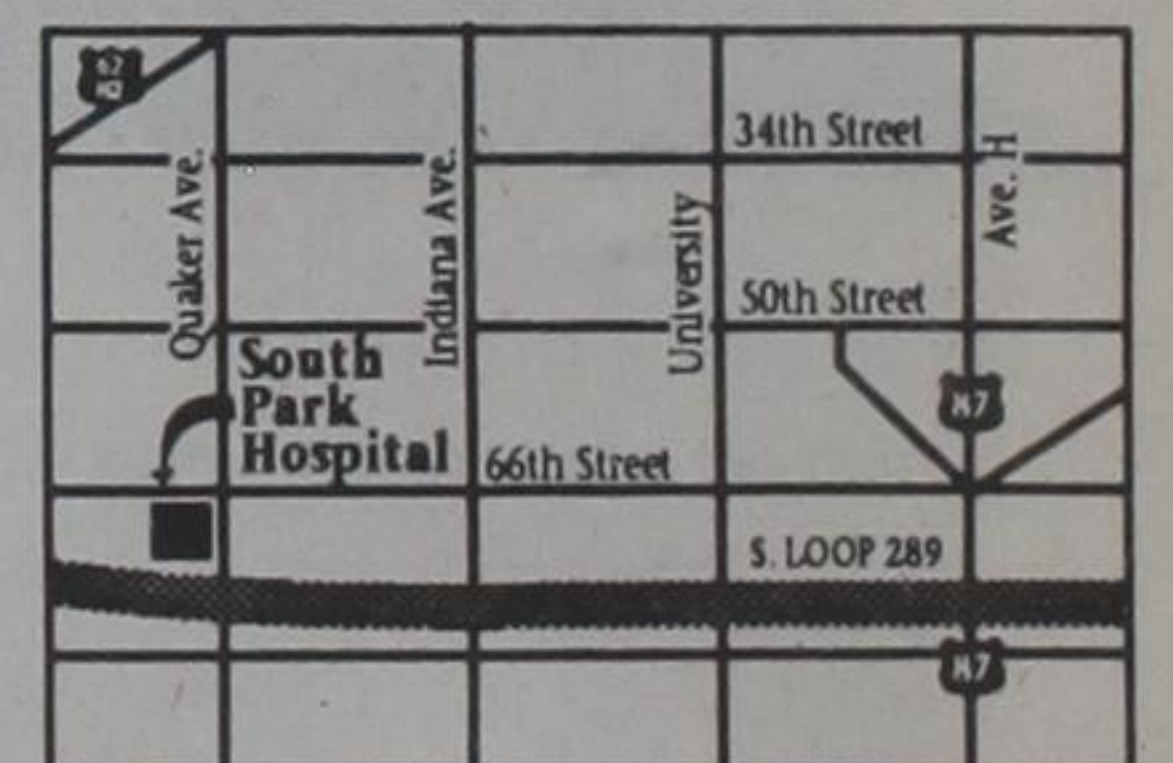 62
34th Street
Ave. H
Quaker Ave.
Indiana Ave.
University
50th Street
South
Park
Hospital
87
66th Street
S. LOOP 289
87